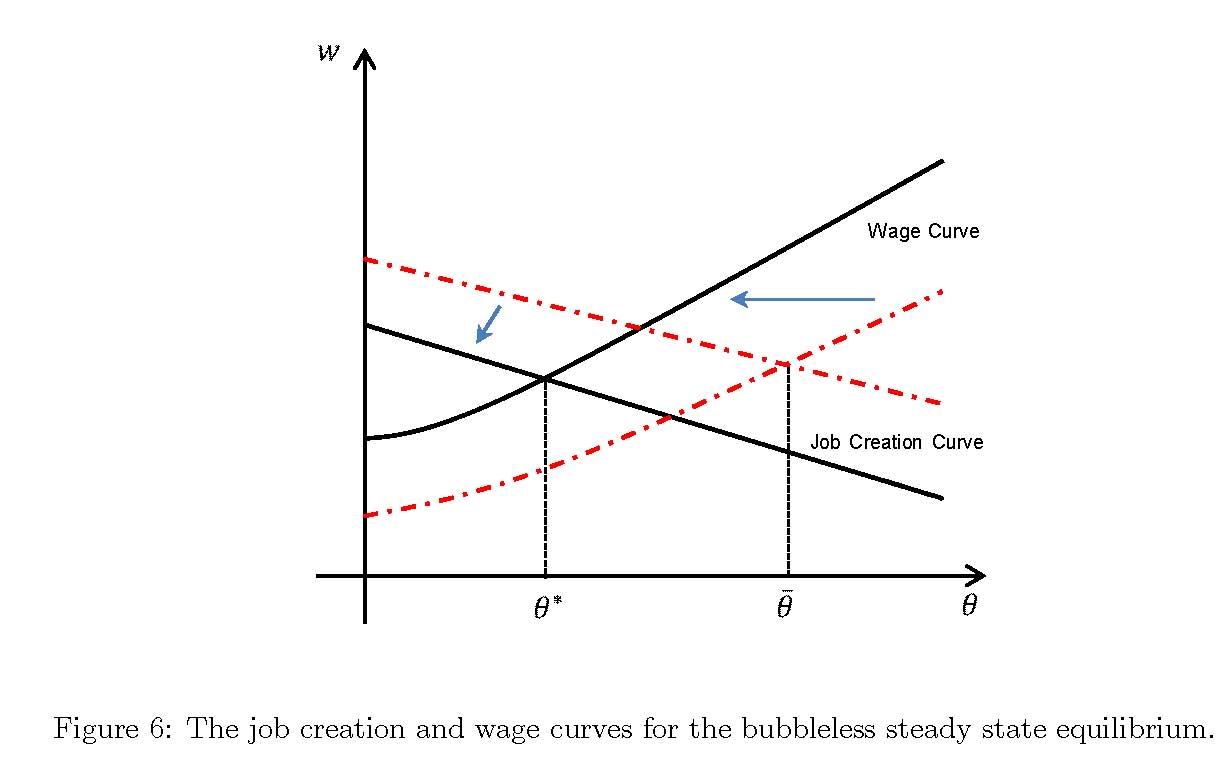 w
Wage Curve
Job Creation Curve
θ*
θ̄
θ
Figure 6: The job creation and wage curves for the bubbleless steady state equilibrium.